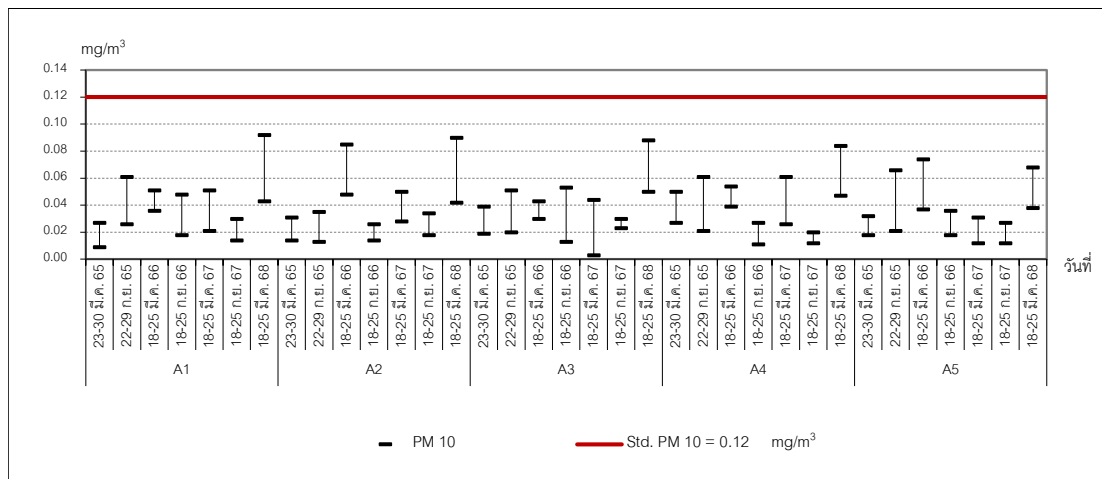 mg/m³
0.14
0.12
0.10
0.08
0.06
0.04
0.02
0.00
วันที่
23-30 มี.ค. 65
22-29 ก.ย. 65
18-25 มี.ค. 66
18-25 ก.ย. 66
18-25 มี.ค. 67
18-25 ก.ย. 67
18-25 มี.ค. 68
23-30 มี.ค. 65
22-29 ก.ย. 65
18-25 มี.ค. 66
18-25 ก.ย. 66
18-25 มี.ค. 67
18-25 ก.ย. 67
18-25 มี.ค. 68
23-30 มี.ค. 65
22-29 ก.ย. 65
18-25 มี.ค. 66
18-25 ก.ย. 66
18-25 มี.ค. 67
18-25 ก.ย. 67
18-25 มี.ค. 68
23-30 มี.ค. 65
22-29 ก.ย. 65
18-25 มี.ค. 66
18-25 ก.ย. 66
18-25 มี.ค. 67
18-25 ก.ย. 67
18-25 มี.ค. 68
23-30 มี.ค. 65
22-29 ก.ย. 65
18-25 มี.ค. 66
18-25 ก.ย. 66
18-25 มี.ค. 67
18-25 ก.ย. 67
18-25 มี.ค. 68
A1 A2 A3 A4 A5
PM 10 Std. PM 10 = 0.12 mg/m³